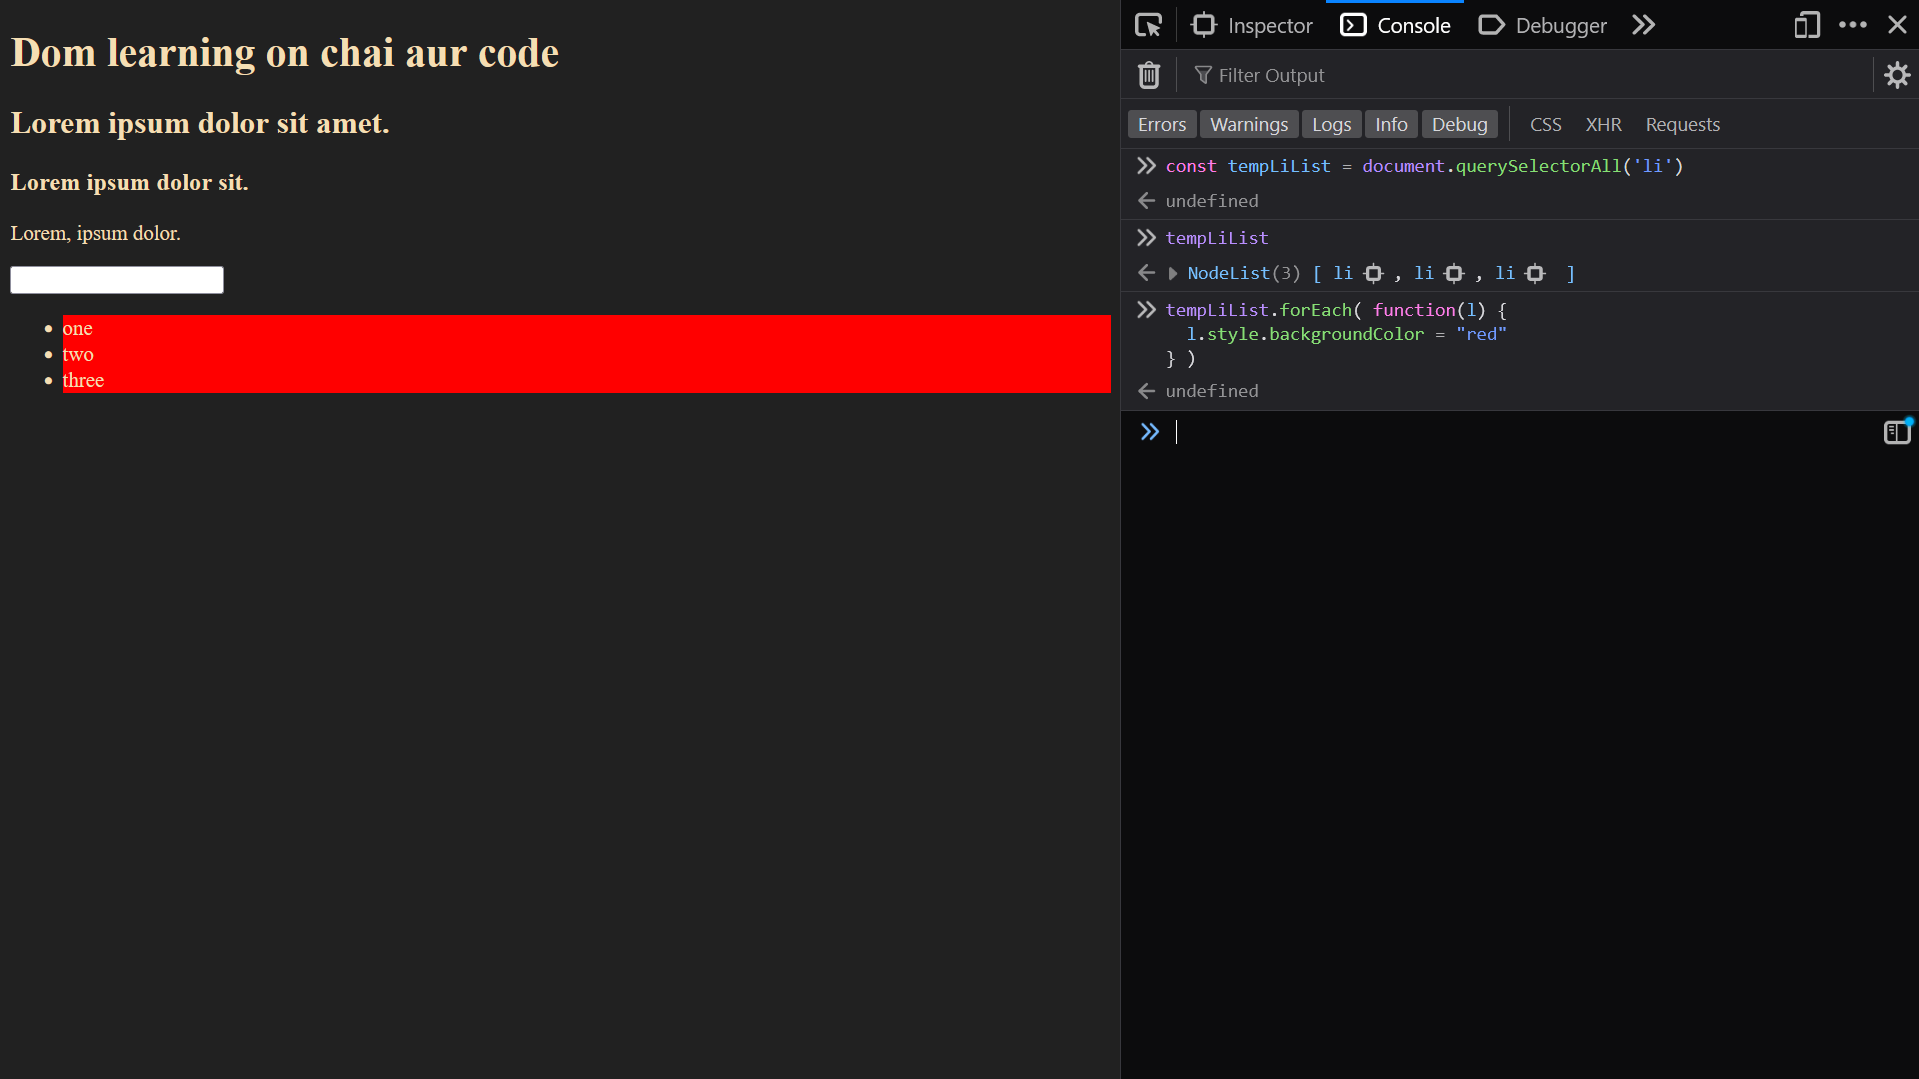 Dom learning on chai aur code
Lorem ipsum dolor sit amet.
Lorem ipsum dolor sit.
Lorem, ipsum dolor.
one
two
three
Inspector Console Debugger
Filter Output
Errors Warnings Logs Info Debug CSS XHR Requests
const tempLiList = document.querySelectorAll('li')
undefined
tempLiList
NodeList(3) [ li , li , li ]
tempLiList.forEach( function(l) {
l.style.backgroundColor = "red"
} )
undefined